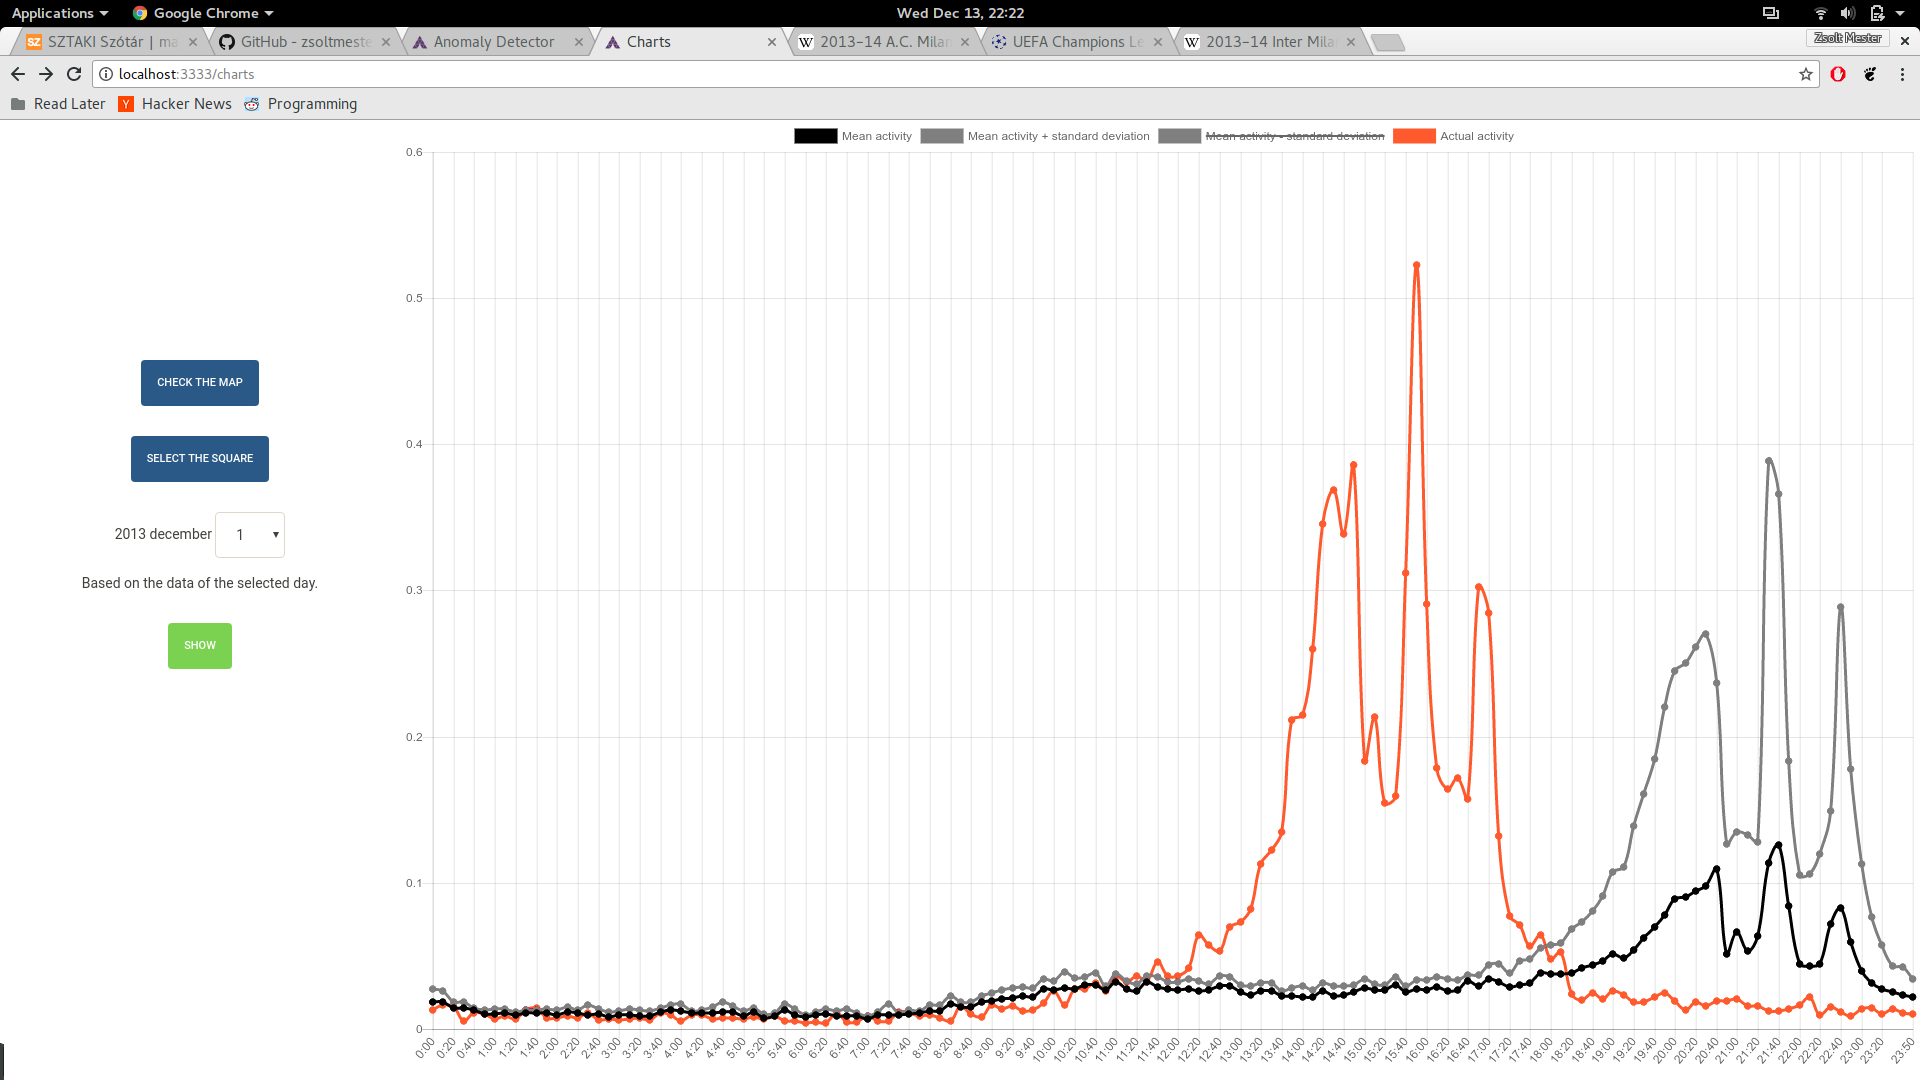 Applications Google Chrome Wed Dec 13, 22:22
SZTAKI Szótár | ma GitHub - zsoltmeste Anomaly Detector Charts 2013–14 A.C. Milan UEFA Champions Le 2013–14 Inter Milan Zsolt Mester
localhost:3333/charts
Read Later Hacker News Programming
Mean activity Mean activity + standard deviation Mean activity - standard deviation Actual activity
0.6
0.5
0.4
0.3
0.2
0.1
0
CHECK THE MAP
SELECT THE SQUARE
2013 december 1
Based on the data of the selected day.
SHOW
0:00 0:20 0:40 1:00 1:20 1:40 2:00 2:20 2:40 3:00 3:20 3:40 4:00 4:20 4:40 5:00 5:20 5:40 6:00 6:20 6:40 7:00 7:20 7:40 8:00 8:20 8:40 9:00 9:20 9:40 10:00 10:20 10:40 11:00 11:20 11:40 12:00 12:20 12:40 13:00 13:20 13:40 14:00 14:20 14:40 15:00 15:20 15:40 16:00 16:20 16:40 17:00 17:20 17:40 18:00 18:20 18:40 19:00 19:20 19:40 20:00 20:20 20:40 21:00 21:20 21:40 22:00 22:20 22:40 23:00 23:20 23:50